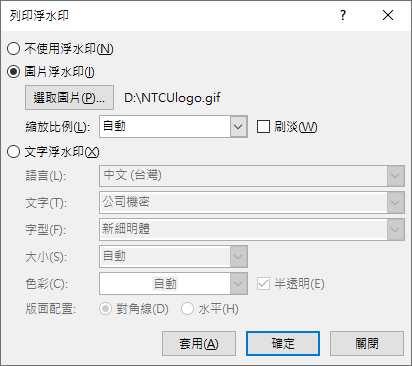 列印浮水印 ? ×
不使用浮水印(N)
圖片浮水印(I)
選取圖片(P)... D:\NTCUlogo.gif
縮放比例(L): 自動 刷淡(W)
文字浮水印(X)
語言(L): 中文 (台灣)
文字(T): 公司機密
字型(F): 新細明體
大小(S): 自動
色彩(C): 自動 半透明(E)
版面配置: 對角線(D) 水平(H)
套用(A) 確定 關閉